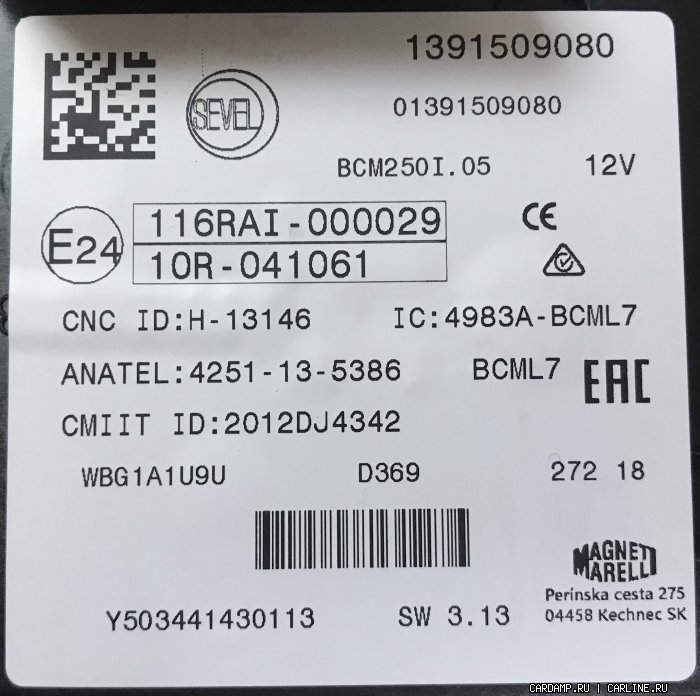 1391509080
SEVEL
01391509080
BCM250I.05 12V
E24
116RAI-000029
10R-041061
CE
CNC ID:H-13146 IC:4983A-BCML7
ANATEL:4251-13-5386 BCML7
EAC
CMIIT ID:2012DJ4342
WBG1A1U9U D369 272 18
MAGNETI
MARELLI
Perínska cesta 275
04458 Kechnec SK
Y503441430113 SW 3.13
CARDAMP.RU | CARLINE.RU